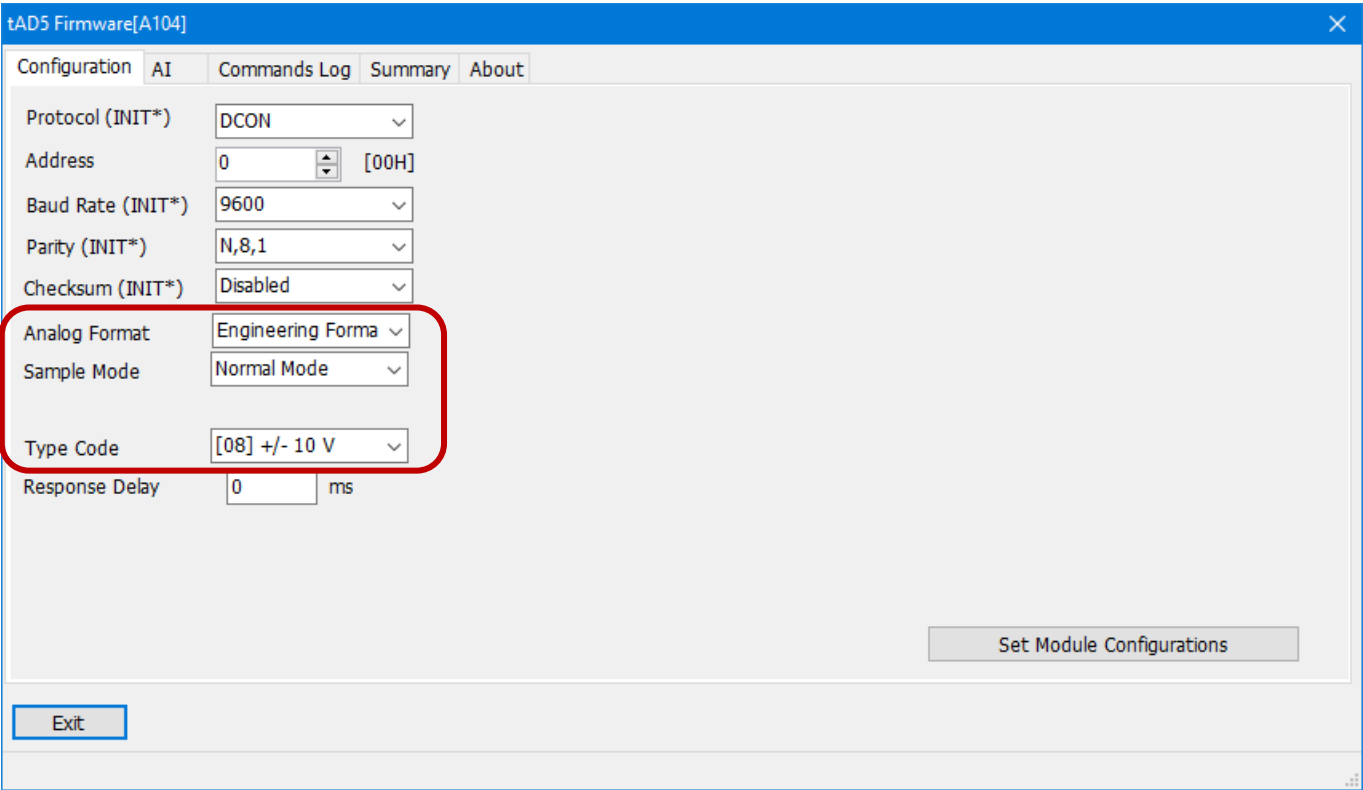 tAD5 Firmware[A104]
Configuration AI Commands Log Summary About
Protocol (INIT*) DCON
Address 0 [00H]
Baud Rate (INIT*) 9600
Parity (INIT*) N,8,1
Checksum (INIT*) Disabled
Analog Format Engineering Forma
Sample Mode Normal Mode
Type Code [08] +/- 10 V
Response Delay 0 ms
Set Module Configurations
Exit